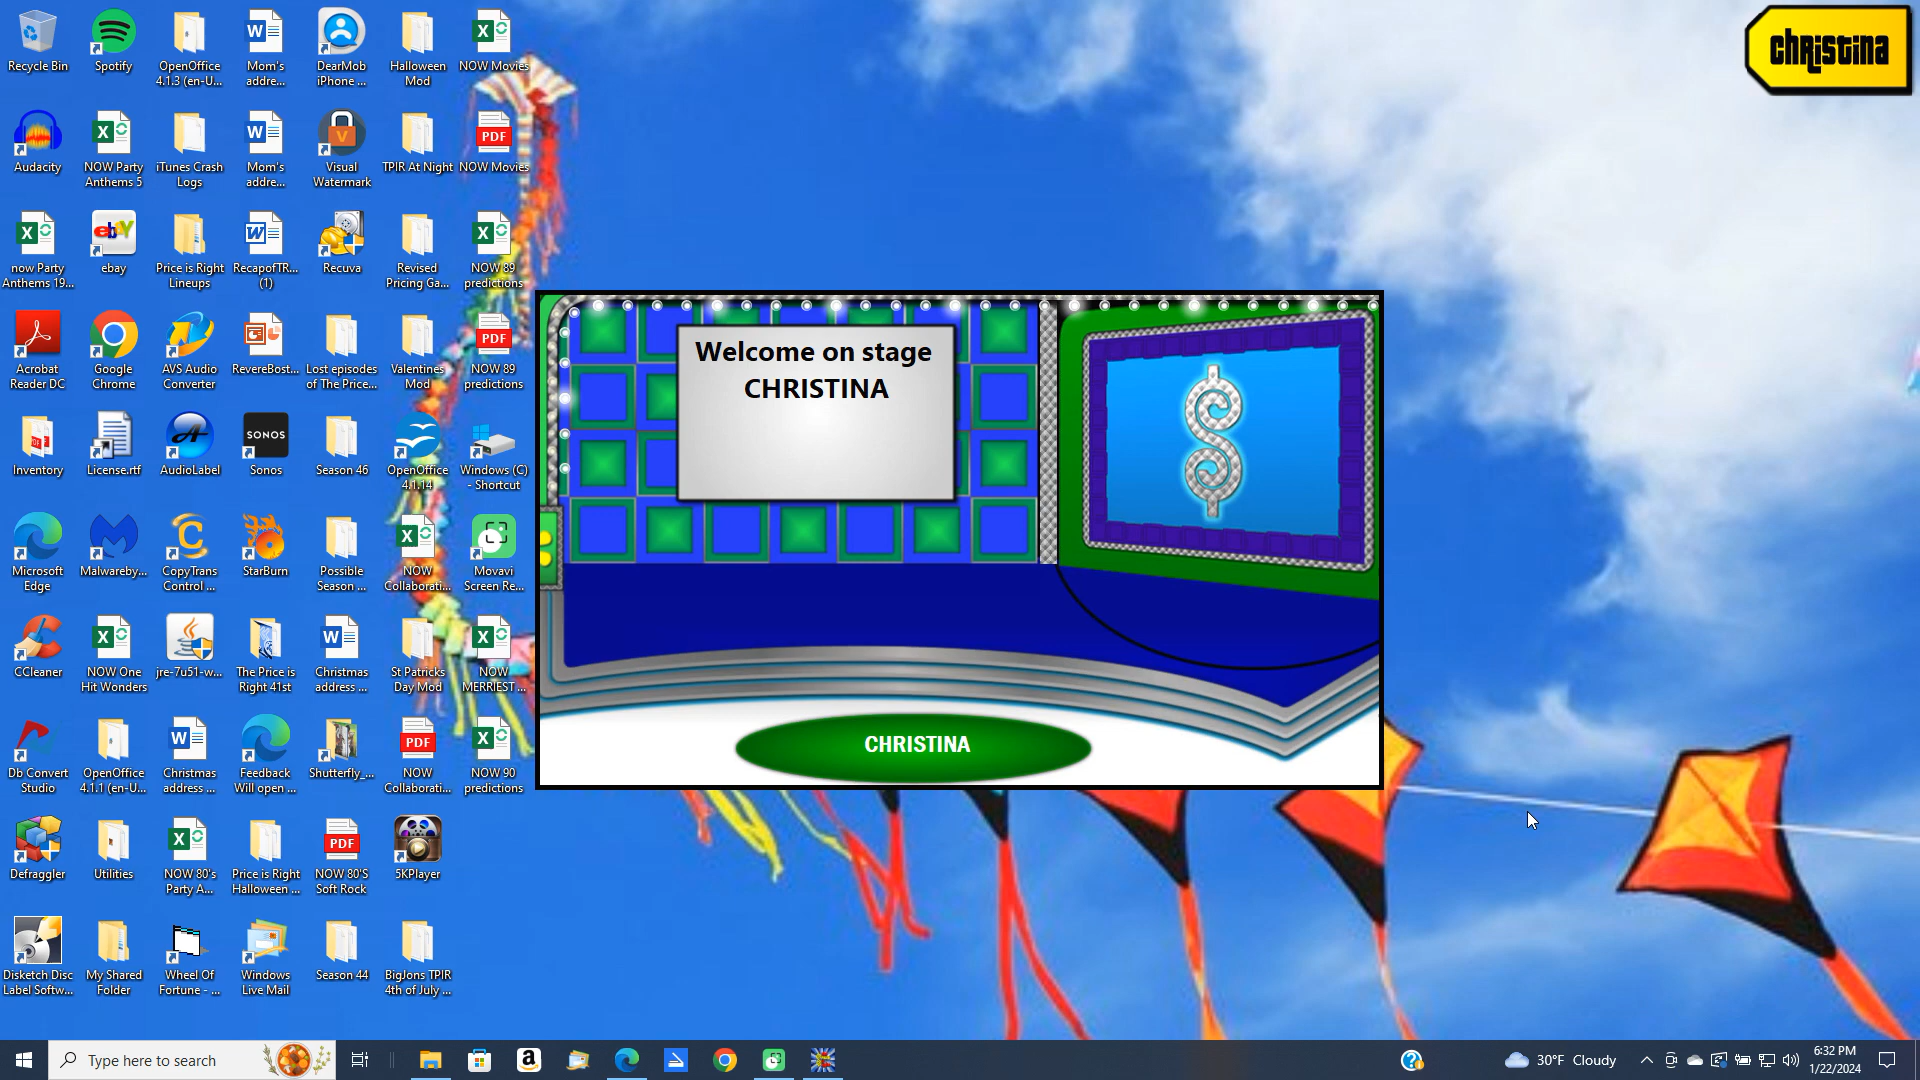 Recycle Bin
Spotify
OpenOffice
4.1.3 (en-U...
Mom's
addre...
DearMob
iPhone ...
Halloween
Mod
NOW Movies
christina
Audacity
NOW Party
Anthems 5
iTunes Crash
Logs
Mom's
addre...
Visual
Watermark
TPIR At Night
PDF
NOW Movies
now Party
Anthems 19...
ebay
ebay
Price is Right
Lineups
RecapofTR...
(1)
Recuva
Revised
Pricing Ga...
NOW 89
predictions
Acrobat
Reader DC
Google
Chrome
AVS Audio
Converter
RevereBost...
Lost episodes
of The Price...
Valentines
Mod
PDF
NOW 89
predictions
Welcome on stage
CHRISTINA
Inventory
License.rtf
AudioLabel
SONOS
Sonos
Season 46
OpenOffice
4.1.14
Windows (C)
- Shortcut
Microsoft
Edge
Malwareby...
CopyTrans
Control ...
StarBurn
Possible
Season ...
NOW
Collaborati...
Movavi
Screen Re...
CCleaner
NOW One
Hit Wonders
jre-7u51-w...
The Price is
Right 41st
Christmas
address ...
St Patricks
Day Mod
NOW
MERRIEST ...
Db Convert
Studio
OpenOffice
4.1.1 (en-U...
Christmas
address ...
Feedback
Will open ...
Shutterfly_...
PDF
NOW
Collaborati...
NOW 90
predictions
CHRISTINA
Defraggler
Utilities
NOW 80's
Party A...
Price is Right
Halloween ...
PDF
NOW 80'S
Soft Rock
5KPlayer
Disketch Disc
Label Softw...
My Shared
Folder
Wheel Of
Fortune - ...
Windows
Live Mail
Season 44
BigJons TPIR
4th of July ...
Type here to search
30°F Cloudy
6:32 PM
1/22/2024